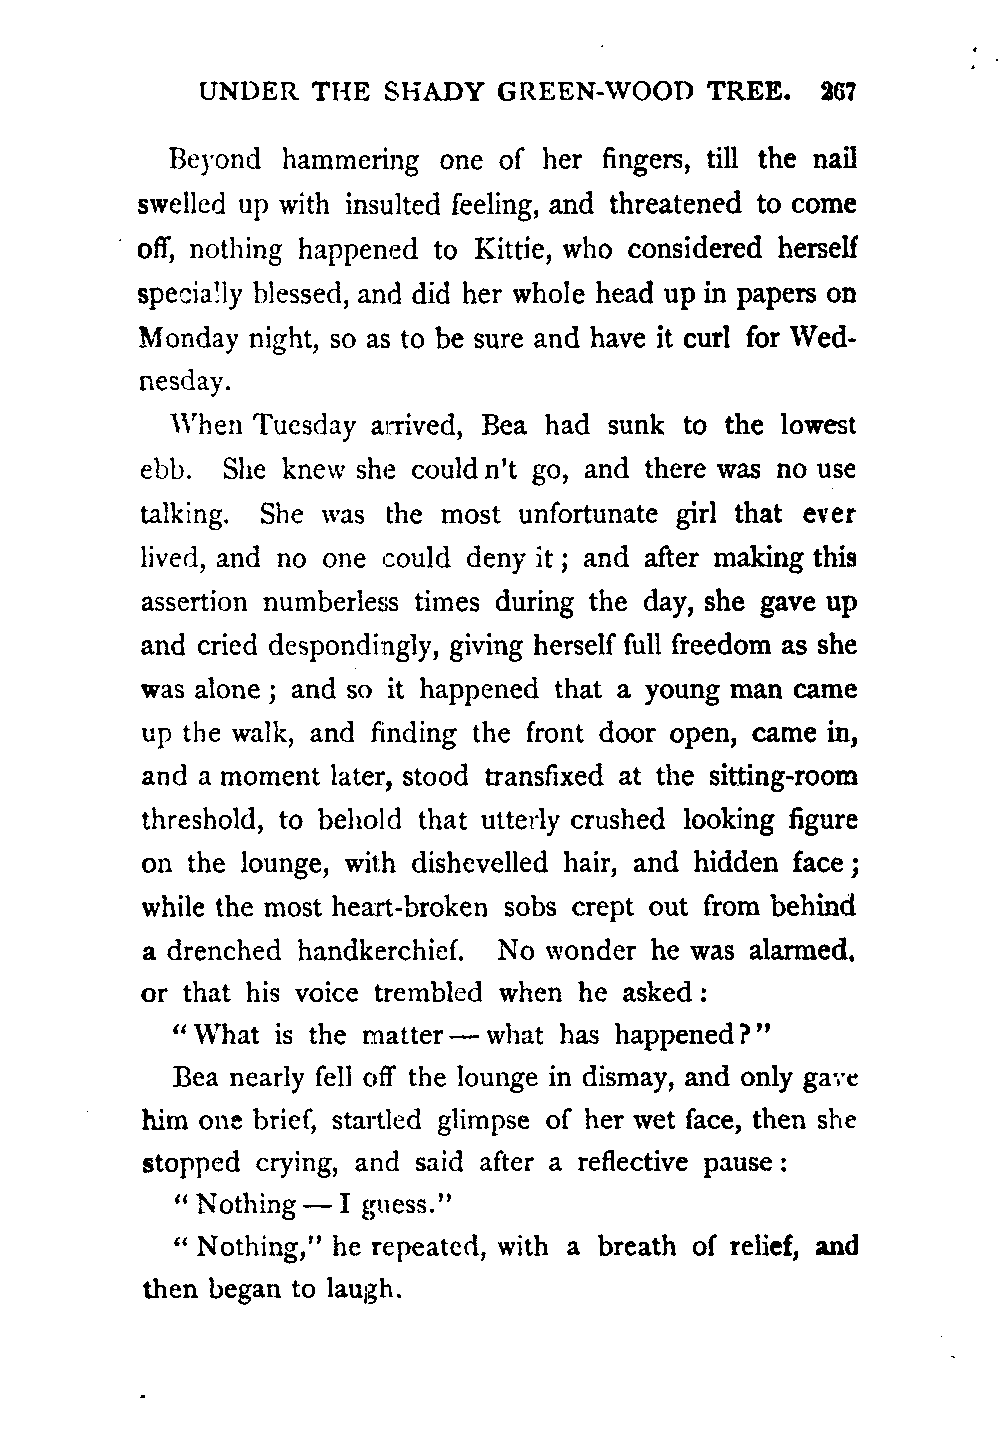 UNDER THE SHADY GREEN-WOOD TREE. 267
Beyond hammering one of her fingers, till the nail
swelled up with insulted feeling, and threatened to come
off, nothing happened to Kittie, who considered herself
specially blessed, and did her whole head up in papers on
Monday night, so as to be sure and have it curl for Wed-
nesday.
When Tuesday arrived, Bea had sunk to the lowest
ebb. She knew she couldn't go, and there was no use
talking. She was the most unfortunate girl that ever
lived, and no one could deny it; and after making this
assertion numberless times during the day, she gave up
and cried despondingly, giving herself full freedom as she
was alone; and so it happened that a young man came
up the walk, and finding the front door open, came in,
and a moment later, stood transfixed at the sitting-room
threshold, to behold that utterly crushed looking figure
on the lounge, with dishevelled hair, and hidden face;
while the most heart-broken sobs crept out from behind
a drenched handkerchief. No wonder he was alarmed,
or that his voice trembled when he asked:
"What is the matter — what has happened?"
Bea nearly fell off the lounge in dismay, and only gave
him one brief, startled glimpse of her wet face, then she
stopped crying, and said after a reflective pause:
"Nothing — I guess."
"Nothing," he repeated, with a breath of relief, and
then began to laugh.